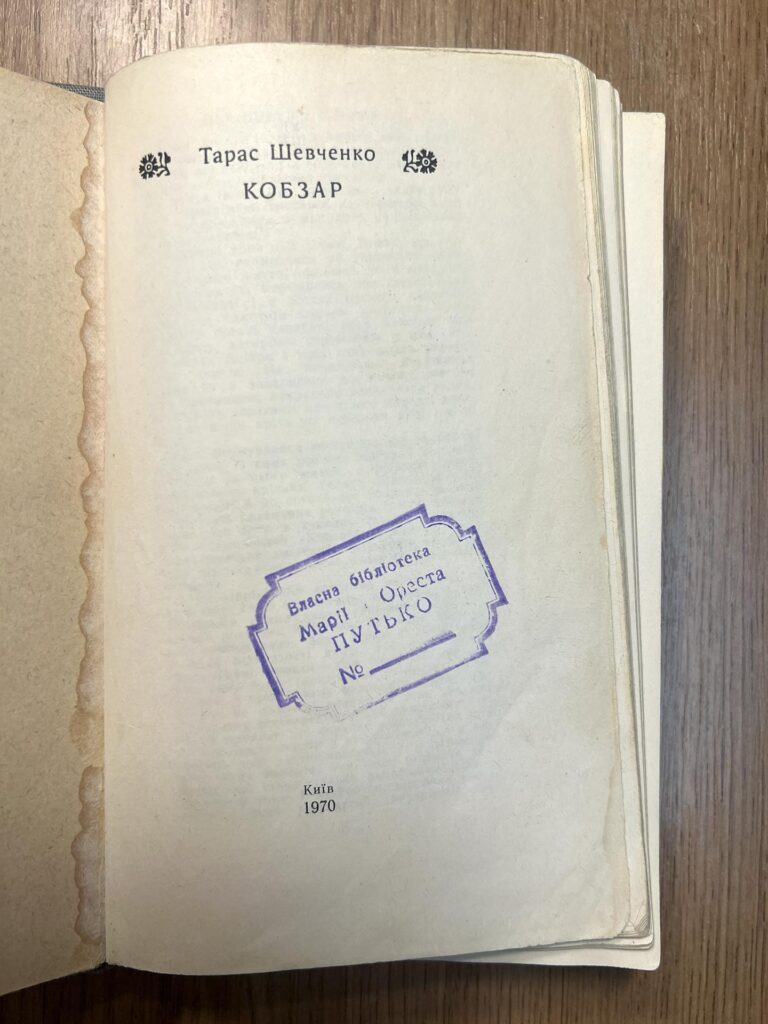 Тарас Шевченко
КОБЗАР
Власна бібліотека
Марії і Ореста
ПУТЬКО
№
Київ
1970